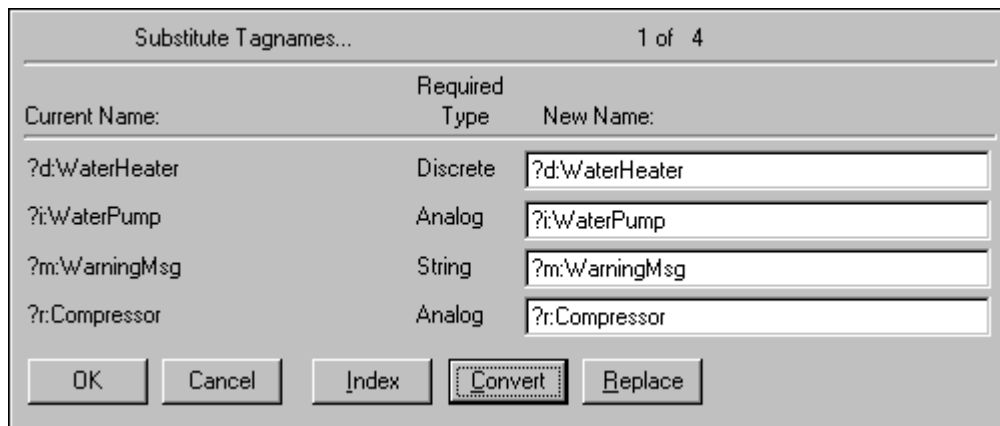 Substitute Tagnames... 1 of 4
Required
Current Name: Type New Name:
?d:WaterHeater Discrete ?d:WaterHeater
?i:WaterPump Analog ?i:WaterPump
?m:WarningMsg String ?m:WarningMsg
?r:Compressor Analog ?r:Compressor
OK Cancel Index Convert Replace